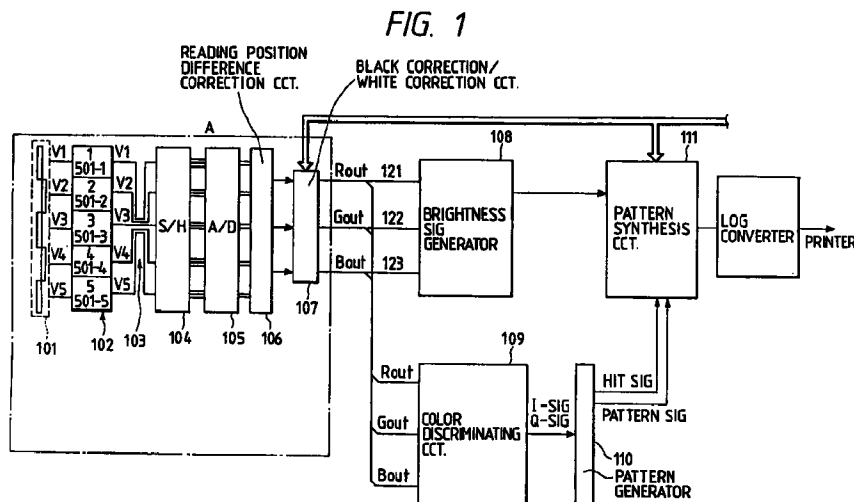 FIG. 1
READING POSITION
DIFFERENCE
CORRECTION CCT.
BLACK CORRECTION/
WHITE CORRECTION CCT.
A
108
111
V1
V2
V3
V4
V5
1
501-1
2
501-2
3
501-3
4
501-4
5
501-5
V1
V2
V3
V4
V5
S/H
A/D
Rout 121
Gout 122
Bout 123
BRIGHTNESS
SIG
GENERATOR
PATTERN
SYNTHESIS
CCT.
LOG
CONVERTER
PRINTER
101
102
103
104
105
106
107
109
Rout
Gout
Bout
COLOR
DISCRIMINATING
CCT.
I-SIG
Q-SIG
HIT SIG
PATTERN SIG
110
PATTERN
GENERATOR